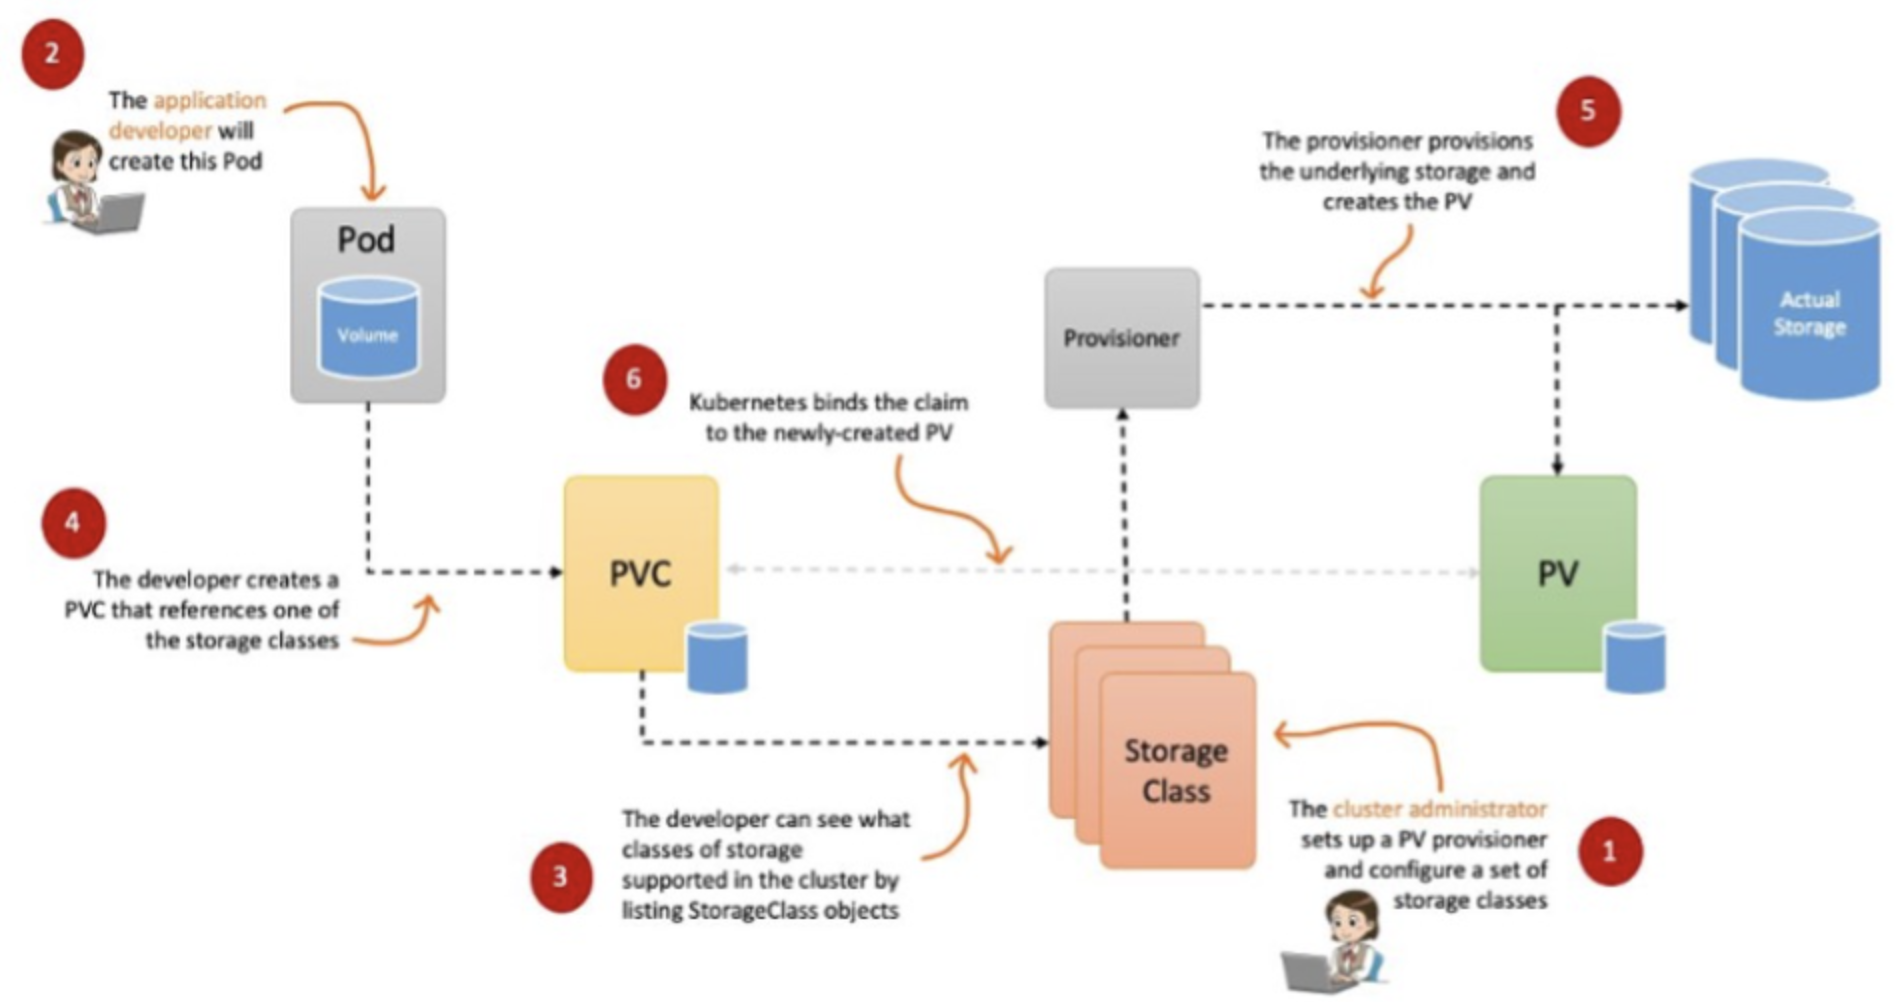 2
The application
developer will
create this Pod
Pod
Volume
5
The provisioner provisions
the underlying storage and
creates the PV
Actual
Storage
Provisioner
6
Kubernetes binds the claim
to the newly-created PV
4
The developer creates a
PVC that references one of
the storage classes
PVC
PV
Storage
Class
3
The developer can see what
classes of storage
supported in the cluster by
listing StorageClass objects
1
The cluster administrator
sets up a PV provisioner
and configure a set of
storage classes